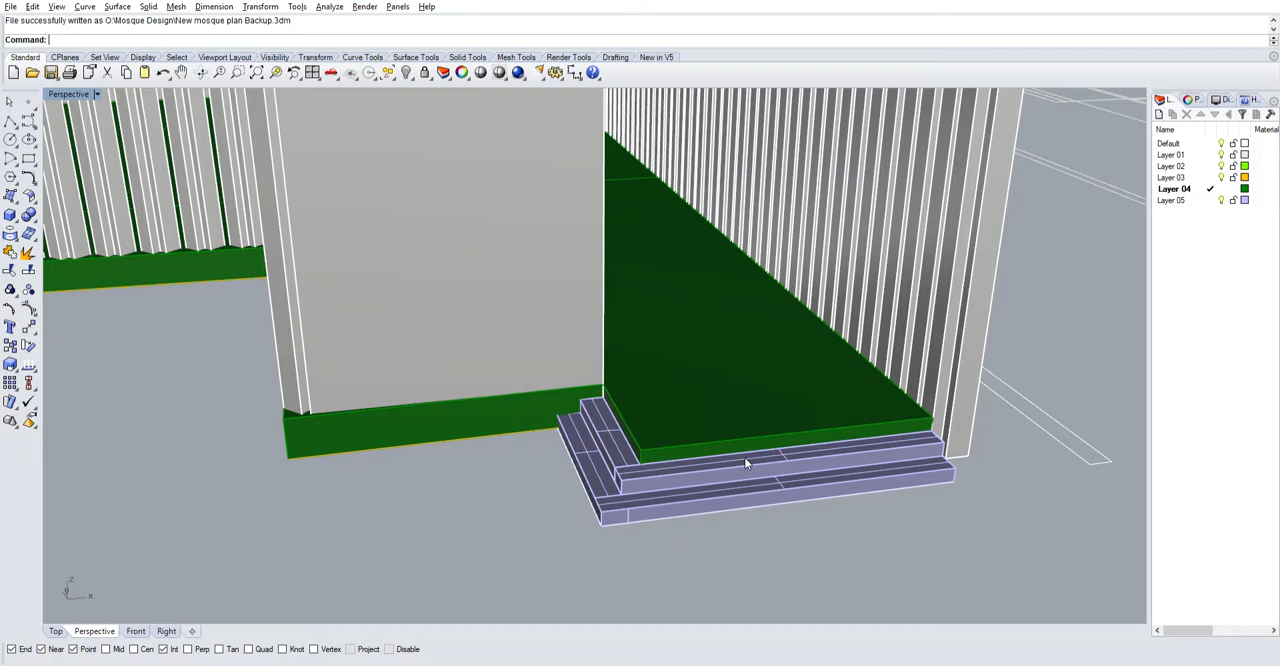 File Edit View Curve Surface Solid Mesh Dimension Transform Tools Analyze Render Panels Help
File successfully written as O:\Mosque Design\New mosque plan Backup.3dm
Command:
Standard CPlanes Set View Display Select Viewport Layout Visibility Transform Curve Tools Surface Tools Solid Tools Mesh Tools Render Tools Drafting New in V5
Perspective
L... P... Di... H...
Name Material
Default
Layer 01
Layer 02
Layer 03
Layer 04
Layer 05
z
y
x
Top Perspective Front Right
End Near Point Mid Cen Int Perp Tan Quad Knot Vertex Project Disable